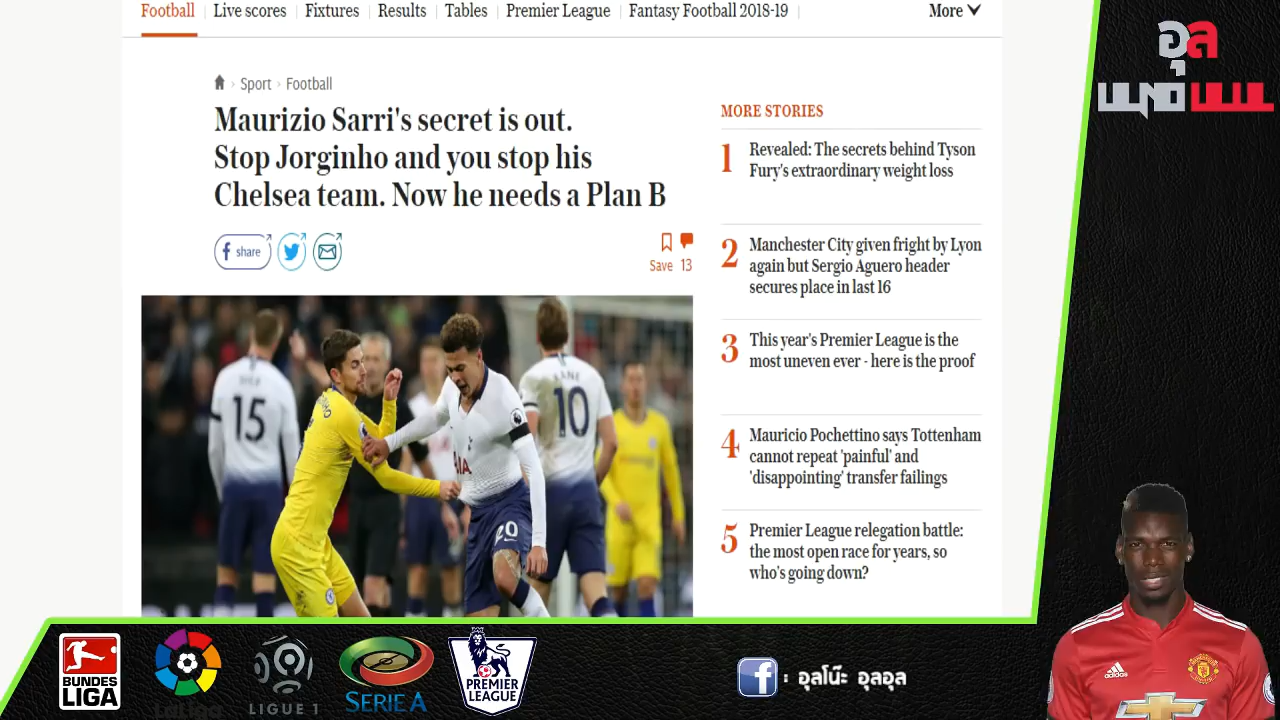 Football Live scores Fixtures Results Tables Premier League Fantasy Football 2018-19 More
Sport Football
Maurizio Sarri's secret is out.
Stop Jorginho and you stop his
Chelsea team. Now he needs a Plan B
share
Save 13
MORE STORIES
1 Revealed: The secrets behind Tyson
Fury's extraordinary weight loss
2 Manchester City given fright by Lyon
again but Sergio Aguero header
secures place in last 16
3 This year's Premier League is the
most uneven ever - here is the proof
4 Mauricio Pochettino says Tottenham
cannot repeat 'painful' and
'disappointing' transfer failings
5 Premier League relegation battle:
the most open race for years, so
who's going down?
15
KANE
10
20
อุล
adidas
BUNDES
LIGA
LaLiga
LIGUE 1
SERIE A
PREMIER
LEAGUE
f : อุลโน๊ะ อุลอุล